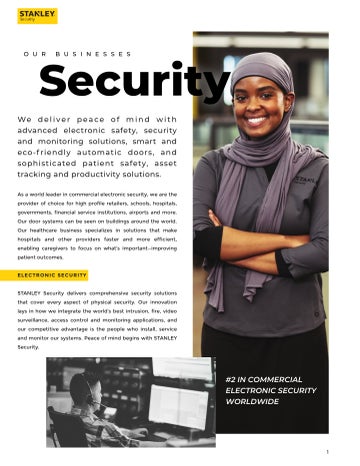 STANLEY
Security
OUR BUSINESSES
Security
We deliver peace of mind with
advanced electronic safety, security
and monitoring solutions, smart and
eco-friendly automatic doors, and
sophisticated patient safety, asset
tracking and productivity solutions.
As a world leader in commercial electronic security, we are the
provider of choice for high profile retailers, schools, hospitals,
governments, financial service institutions, airports and more.
Our door systems can be seen on buildings around the world.
Our healthcare business specializes in solutions that make
hospitals and other providers faster and more efficient,
enabling caregivers to focus on what's important—improving
patient outcomes.
ELECTRONIC SECURITY
STANLEY Security delivers comprehensive security solutions
that cover every aspect of physical security. Our innovation
lays in how we integrate the world's best intrusion, fire, video
surveillance, access control and monitoring applications, and
our competitive advantage is the people who install, service
and monitor our systems. Peace of mind begins with STANLEY
Security.
#2 IN COMMERCIAL
ELECTRONIC SECURITY
WORLDWIDE
1